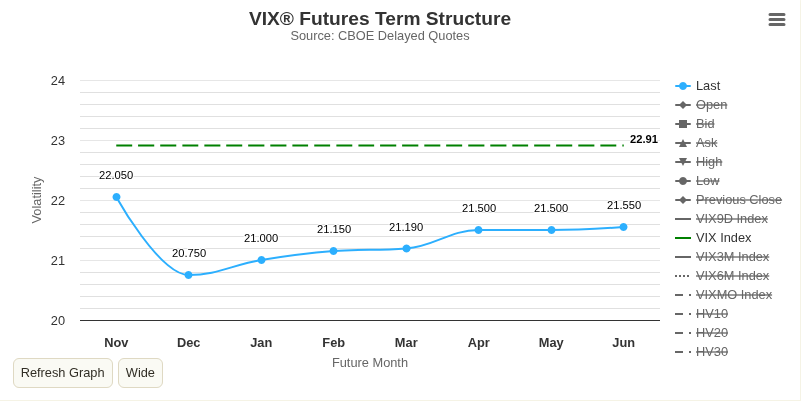 VIX® Futures Term Structure
Source: CBOE Delayed Quotes
24
23
22
21
20
Volatility
22.91
22.050
20.750
21.000
21.150
21.190
21.500
21.500
21.550
Nov Dec Jan Feb Mar Apr May Jun
Future Month
Last
Open
Bid
Ask
High
Low
Previous Close
VIX9D Index
VIX Index
VIX3M Index
VIX6M Index
VIXMO Index
HV10
HV20
HV30
Refresh Graph Wide